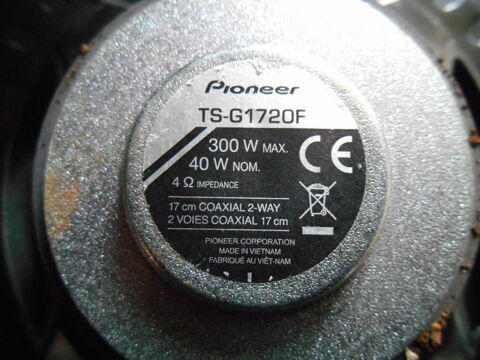 Pioneer
TS-G1720F
300 W MAX.
40 W NOM.
4 Ω IMPEDANCE
CE
17 cm COAXIAL 2-WAY
2 VOIES COAXIAL 17 cm
PIONEER CORPORATION
MADE IN VIETNAM
FABRIQUÉ AU VIÊT-NAM